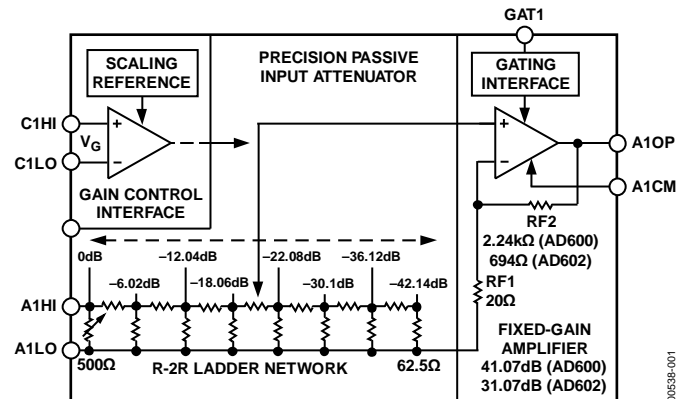 GAT1
SCALING
REFERENCE
PRECISION PASSIVE
INPUT ATTENUATOR
GATING
INTERFACE
C1HI
+
VG
–
C1LO
GAIN CONTROL
INTERFACE
+
–
A1OP
A1CM
RF2
2.24kΩ (AD600)
694Ω (AD602)
0dB
–12.04dB
–22.08dB
–36.12dB
–6.02dB
–18.06dB
–30.1dB
–42.14dB
RF1
20Ω
A1HI
A1LO
500Ω
R-2R LADDER NETWORK
62.5Ω
FIXED-GAIN
AMPLIFIER
41.07dB (AD600)
31.07dB (AD602)
00538-001